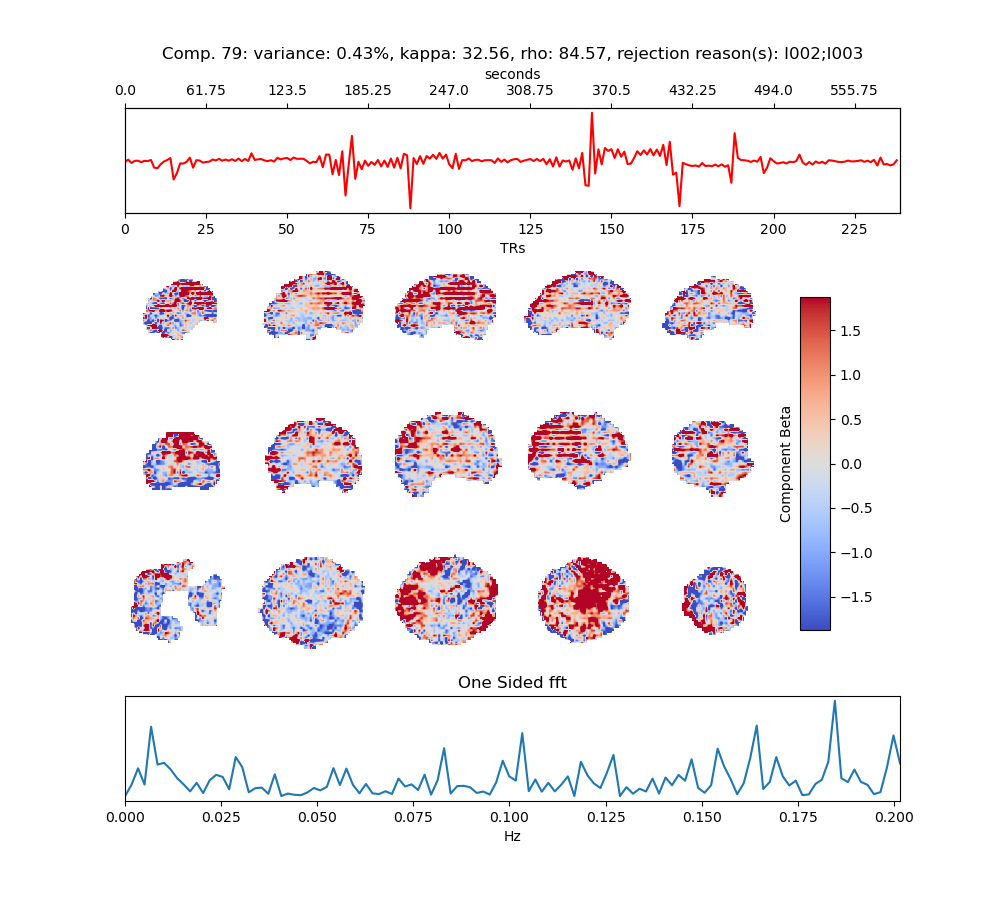 Comp. 79: variance: 0.43%, kappa: 32.56, rho: 84.57, rejection reason(s): I002;I003
seconds
0.0 61.75 123.5 185.25 247.0 308.75 370.5 432.25 494.0 555.75
0 25 50 75 100 125 150 175 200 225
TRs
1.5
1.0
0.5
0.0
−0.5
−1.0
−1.5
Component Beta
One Sided fft
0.000 0.025 0.050 0.075 0.100 0.125 0.150 0.175 0.200
Hz